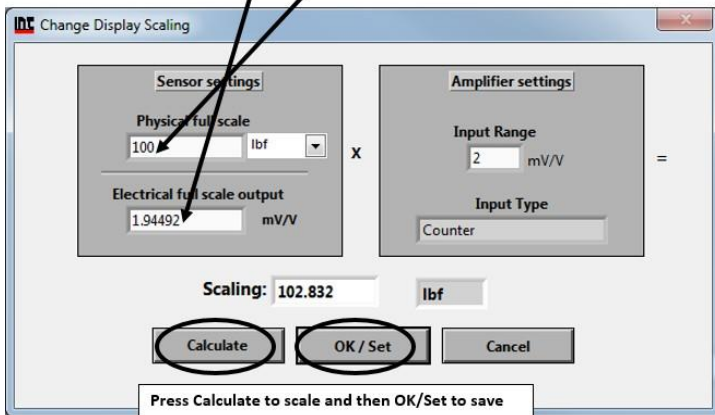 INC Change Display Scaling
Sensor settings
Physical full scale
100 lbf
Electrical full scale output
1.94492 mV/V
x
Amplifier settings
Input Range
2 mV/V
Input Type
Counter
=
Scaling: 102.832 lbf
Calculate OK / Set Cancel
Press Calculate to scale and then OK/Set to save